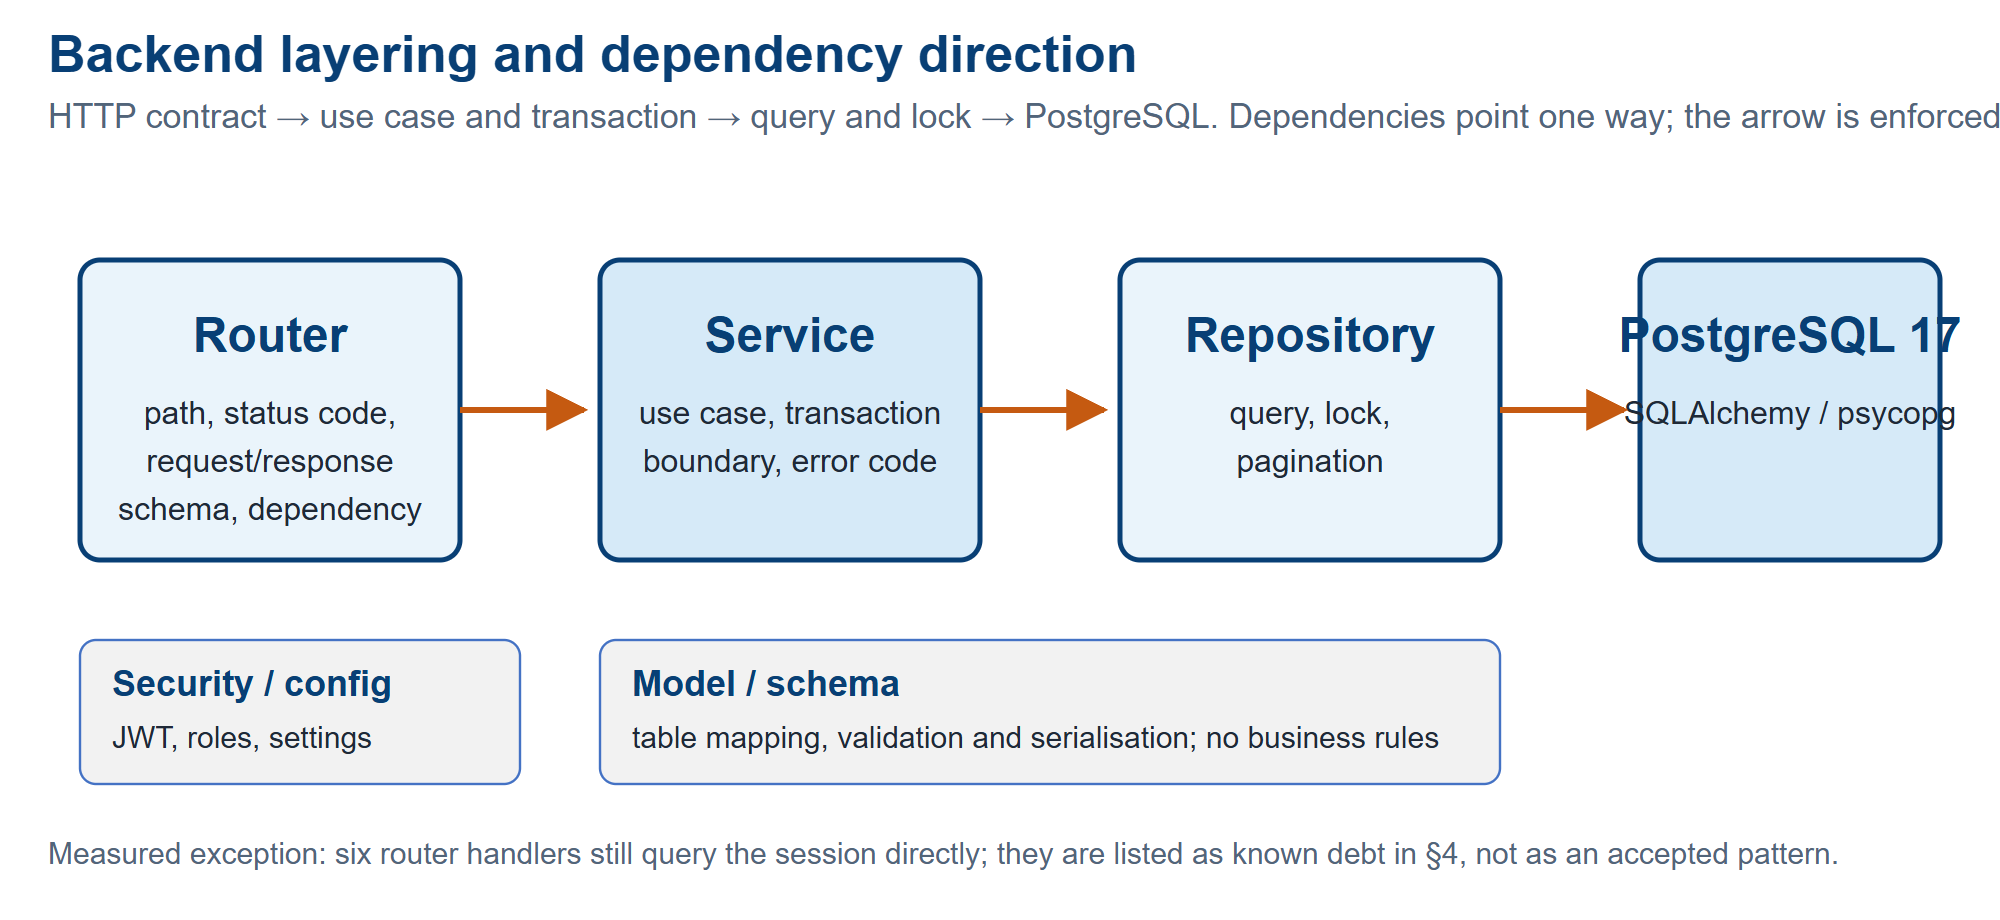 Backend layering and dependency direction
HTTP contract → use case and transaction → query and lock → PostgreSQL. Dependencies point one way; the arrow is enforced
Router
path, status code,
request/response
schema, dependency
Service
use case, transaction
boundary, error code
Repository
query, lock,
pagination
PostgreSQL 17
SQLAlchemy / psycopg
Security / config
JWT, roles, settings
Model / schema
table mapping, validation and serialisation; no business rules
Measured exception: six router handlers still query the session directly; they are listed as known debt in §4, not as an accepted pattern.